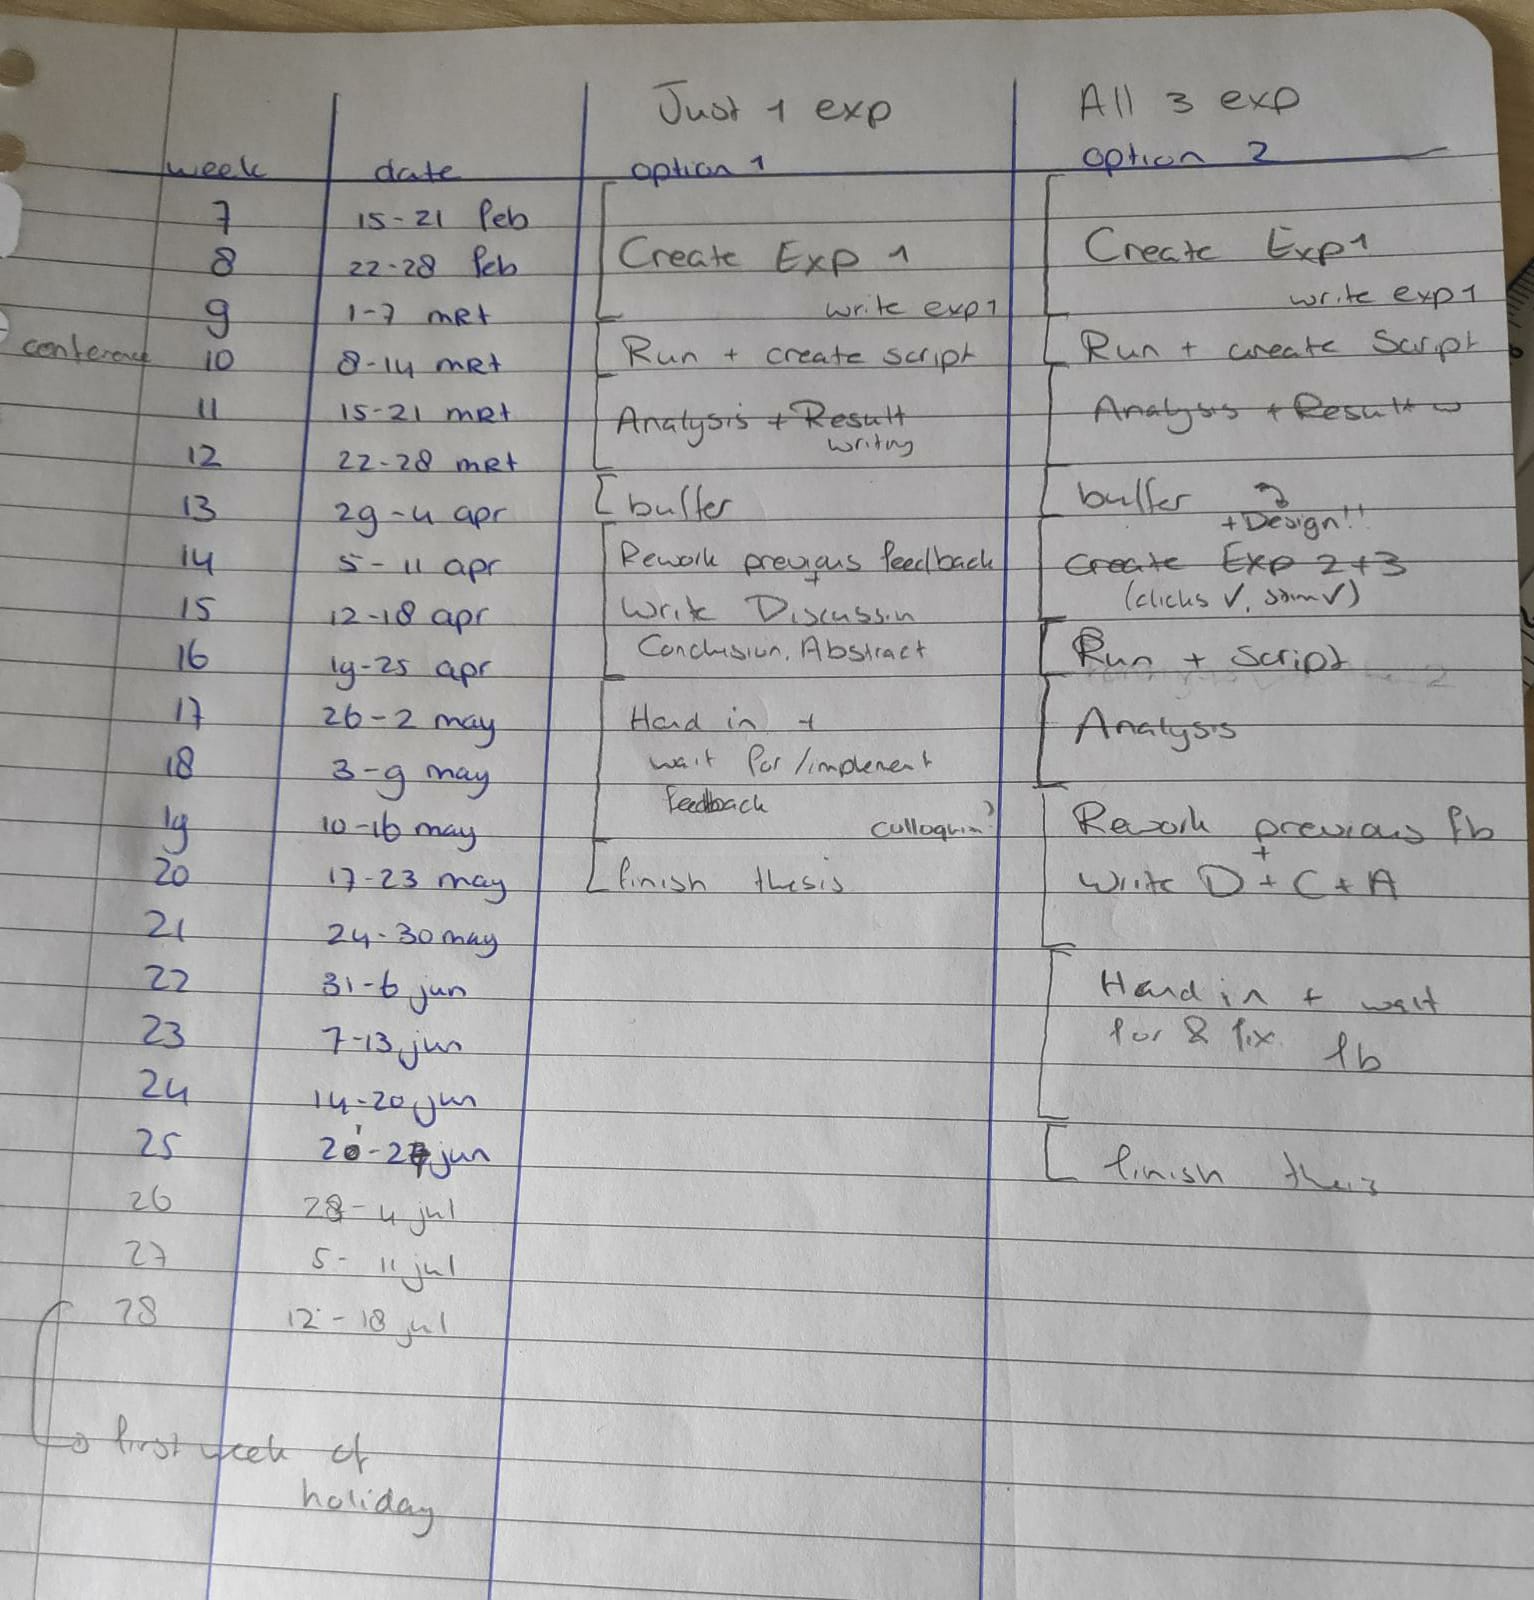 Just 1 exp All 3 exp
week date option 1 option 2
7 15-21 feb
8 22-28 feb Create Exp 1 Create Exp1
9 1-7 mrt write exp1 write exp1
conference 10 8-14 mrt Run + create script Run + create Script
11 15-21 mrt Analysis + Result Analysis + Result w
writing
12 22-28 mrt
13 29-4 apr buffer buffer
+Design!!
14 5-11 apr Rework previous feedback Create Exp 2+3
+
15 12-18 apr Write Discussin (clicks √, stim √)
16 19-25 apr Conclusion, Abstract Run + Script
17 26-2 may Hand in + Analysis
18 3-9 may wait for/implement
feedback
19 10-16 may colloquim? Rework previous fb
+
20 17-23 may finish thesis Write D + C + A
21 24-30 may
22 31-6 jun Hand in + wait
23 7-13 jun for & fix fb
24 14-20 jun
25 jun finish thesis
26 28-4 jul
27 5-11 jul
28 12-18 jul
first week of
holiday